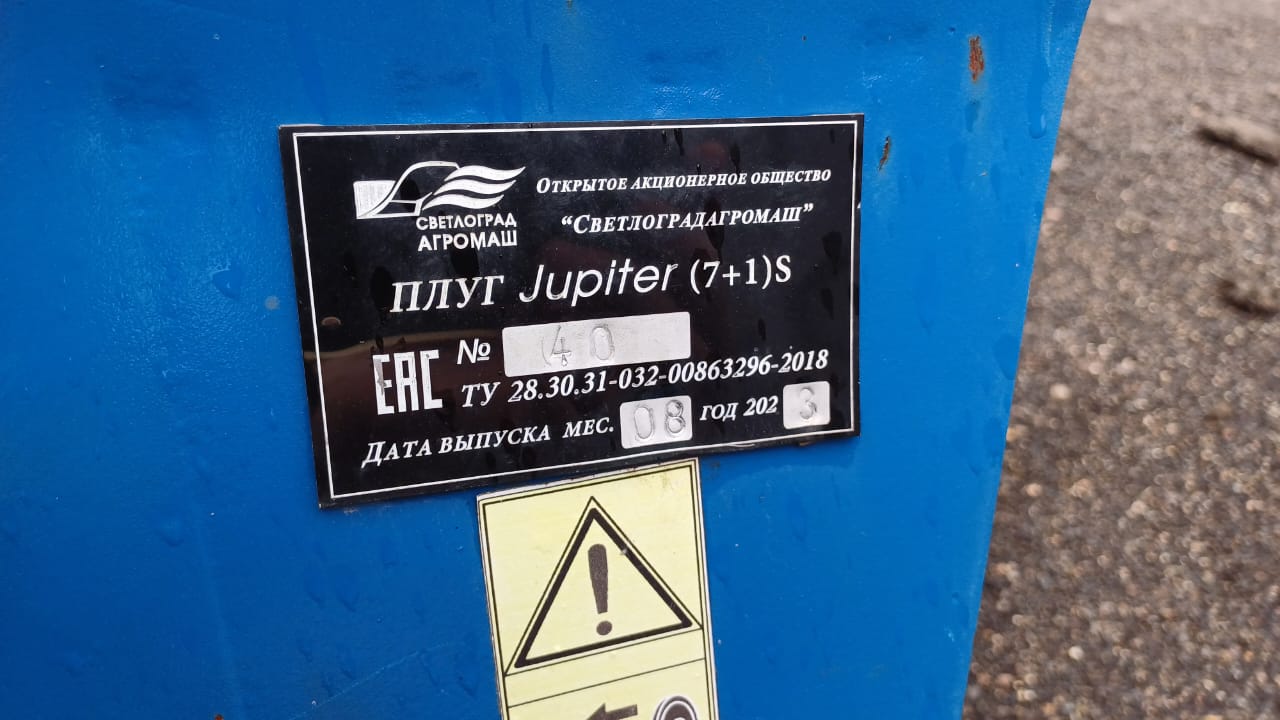 СВЕТЛОГРАД
АГРОМАШ
ОТКРЫТОЕ АКЦИОНЕРНОЕ ОБЩЕСТВО
“СВЕТЛОГРАДАГРОМАШ”
ПЛУГ Jupiter (7+1)S
EAC № 40
ТУ 28.30.31-032-00863296-2018
ДАТА ВЫПУСКА МЕС. 08 ГОД 2023